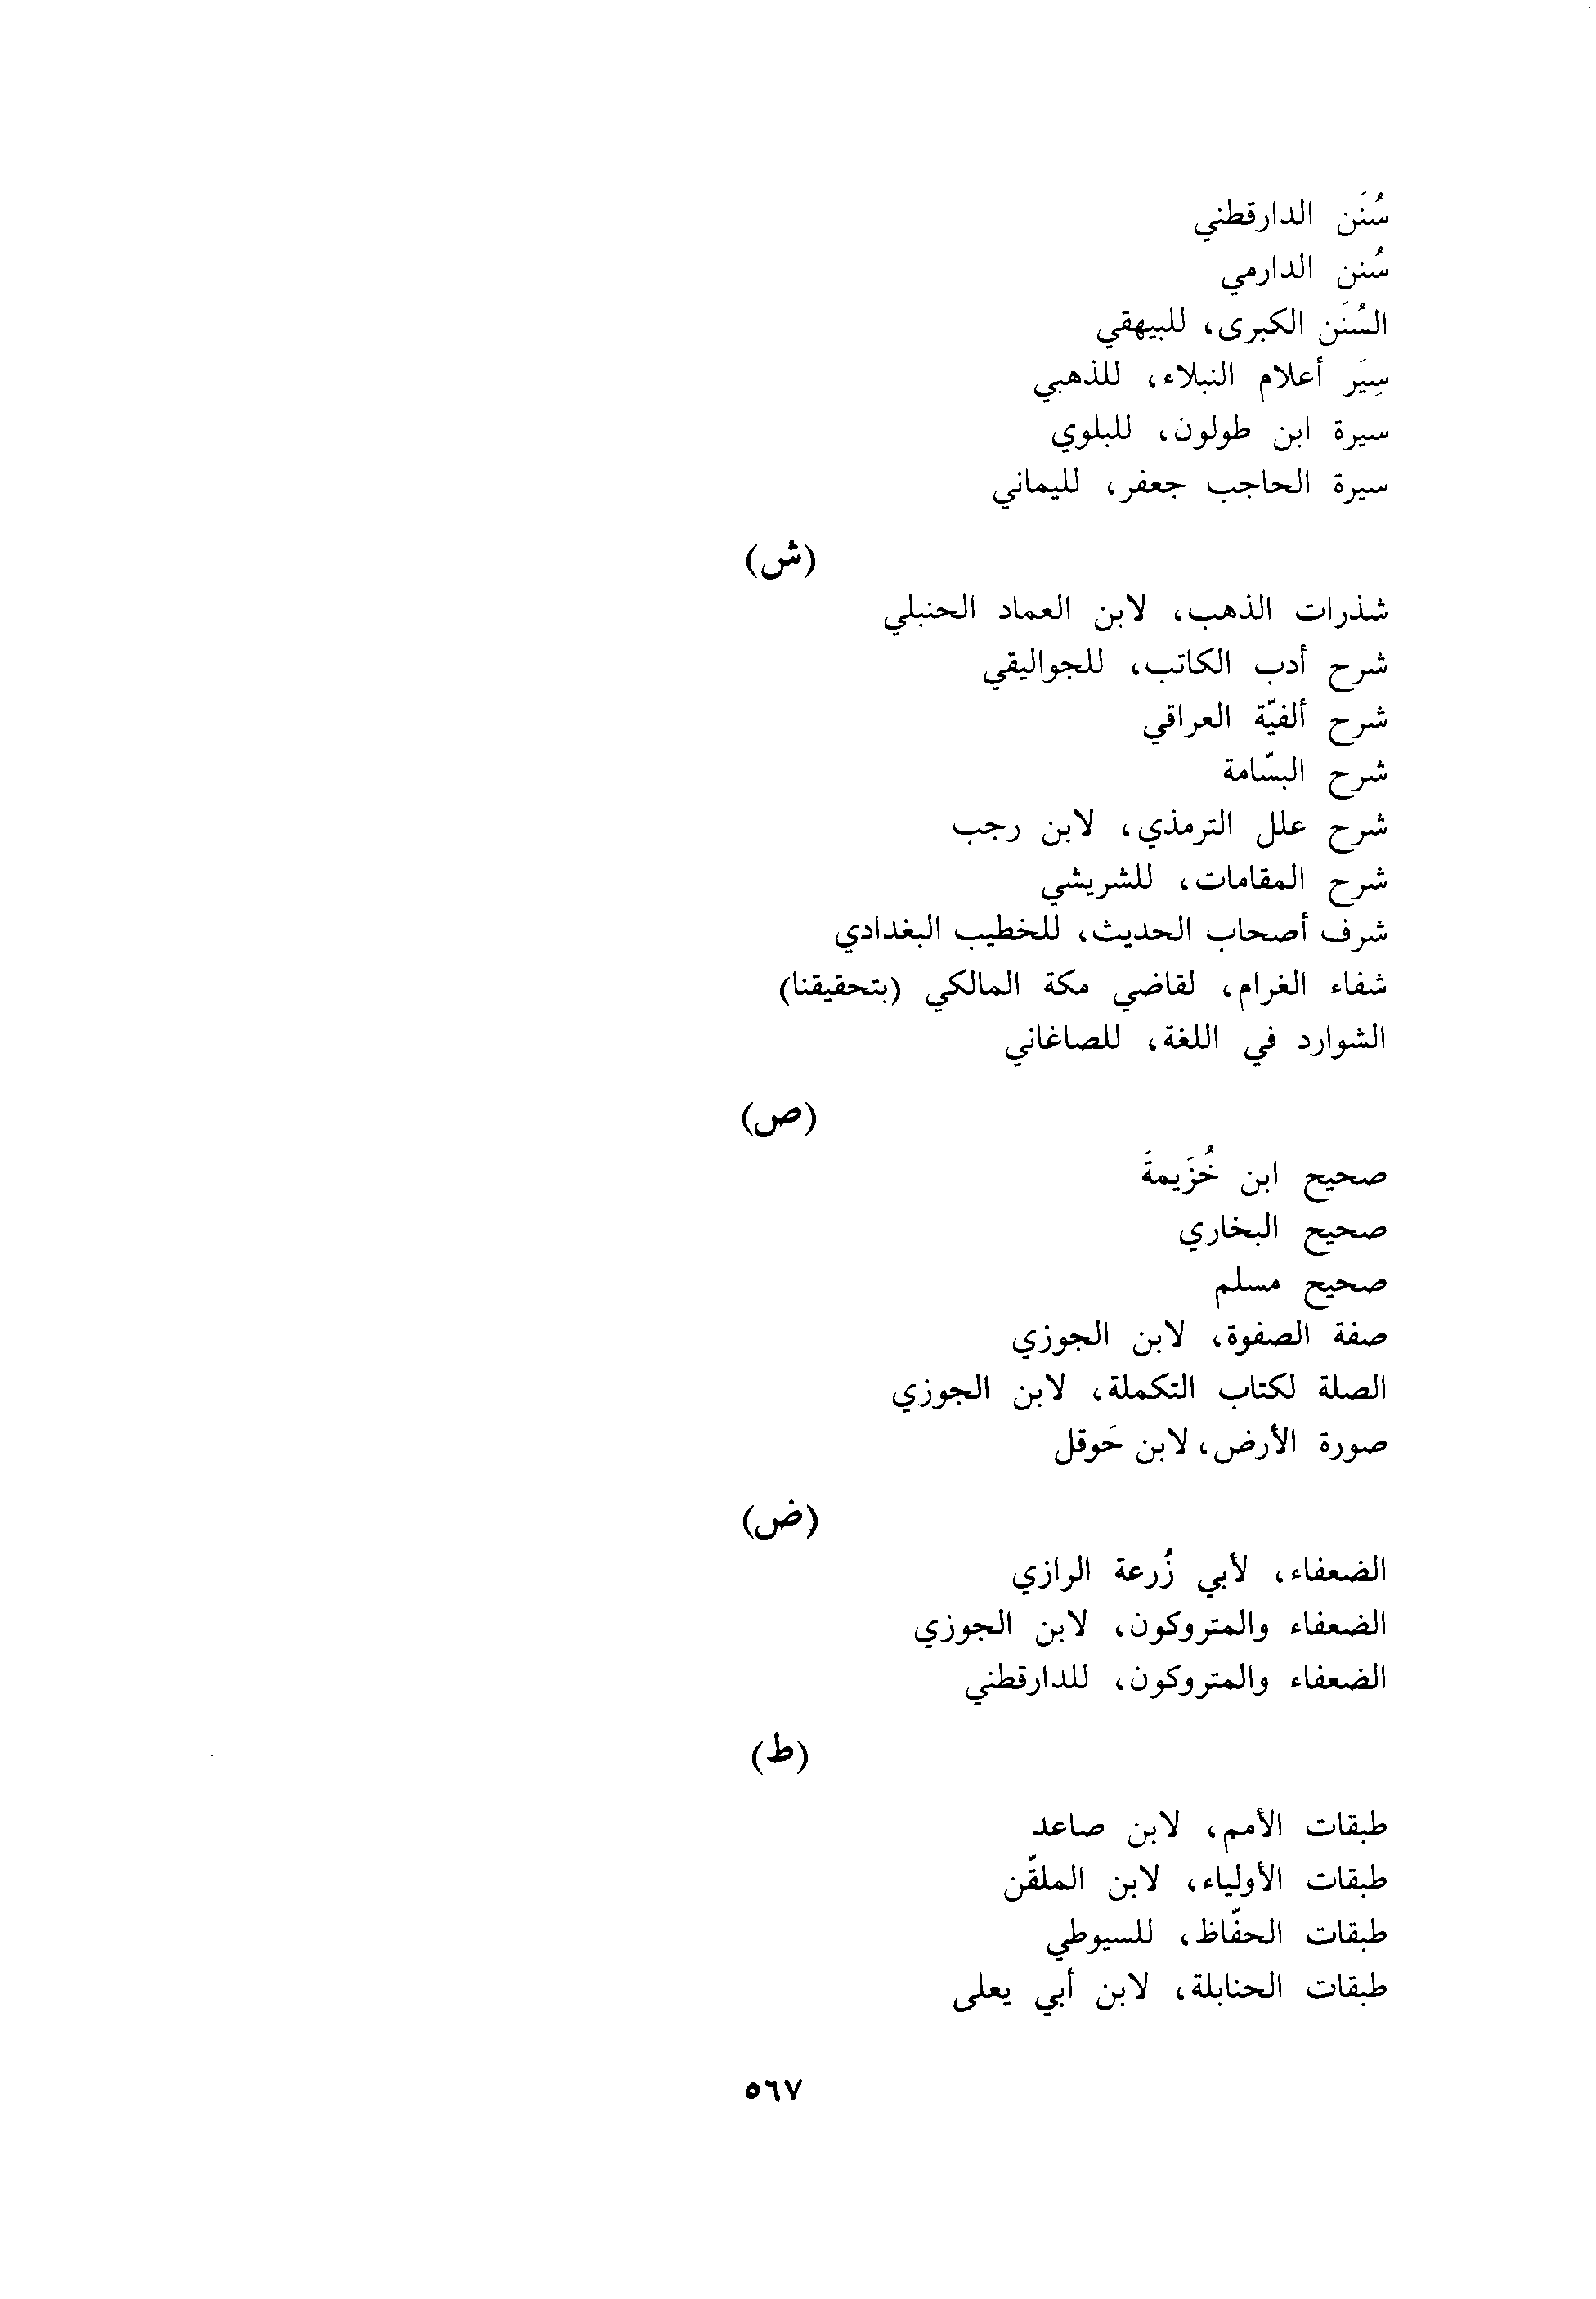 سُنَن الدارقطني
سُنن الدارمي
السُنَن الكبرى، للبيهقي
سِيَر أعلام النبلاء، للذهبي
سيرة ابن طولون، للبلوي
سيرة الحاجب جعفر، لليماني
(ش)
شذرات الذهب، لابن العماد الحنبلي
شرح أدب الكاتب، للجواليقي
شرح ألفيّة العراقي
شرح البسّامة
شرح علل الترمذي، لابن رجب
شرح المقامات، للشريشي
شرف أصحاب الحديث، للخطيب البغدادي
شفاء الغرام، لقاضي مكة المالكي (بتحقيقنا)
الشوارد في اللغة، للصاغاني
(ص)
صحيح ابن خُزَيمةَ
صحيح البخاري
صحيح مسلم
صفة الصفوة، لابن الجوزي
الصلة لكتاب التكملة، لابن الجوزي
صورة الأرض، لابن حَوقل
(ض)
الضعفاء، لأبي زُرعة الرازي
الضعفاء والمتروكون، لابن الجوزي
الضعفاء والمتروكون، للدارقطني
(ط)
طبقات الأمم، لابن صاعد
طبقات الأولياء، لابن الملقّن
طبقات الحفّاظ، للسيوطي
طبقات الحنابلة، لابن أبي يعلى
٥٦٧